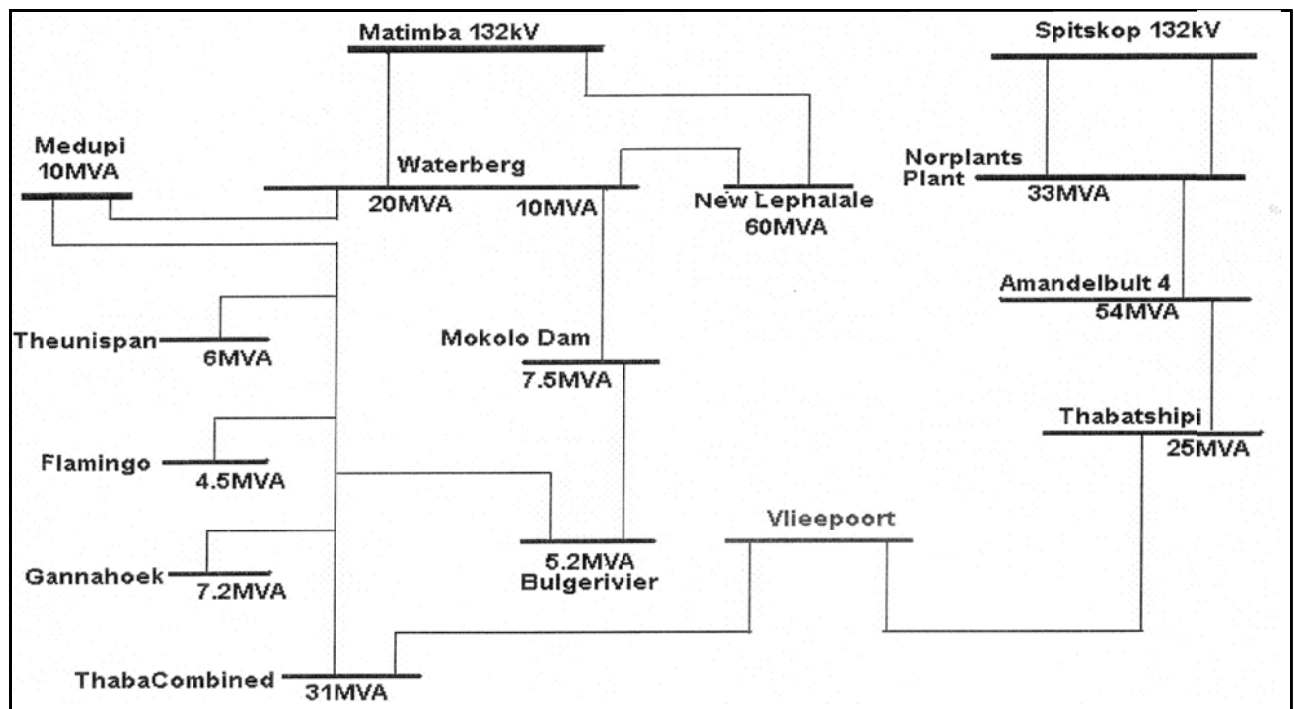 Matimba 132kV
Spitskop 132kV
Medupi
10MVA
Waterberg
20MVA
10MVA
New Lephalale
60MVA
Norplants
Plant
33MVA
Amandelbult 4
54MVA
Theunispan
6MVA
Mokolo Dam
7.5MVA
Thabatshipi
25MVA
Flamingo
4.5MVA
Vlieepoort
5.2MVA
Bulgerivier
Gannahoek
7.2MVA
ThabaCombined
31MVA